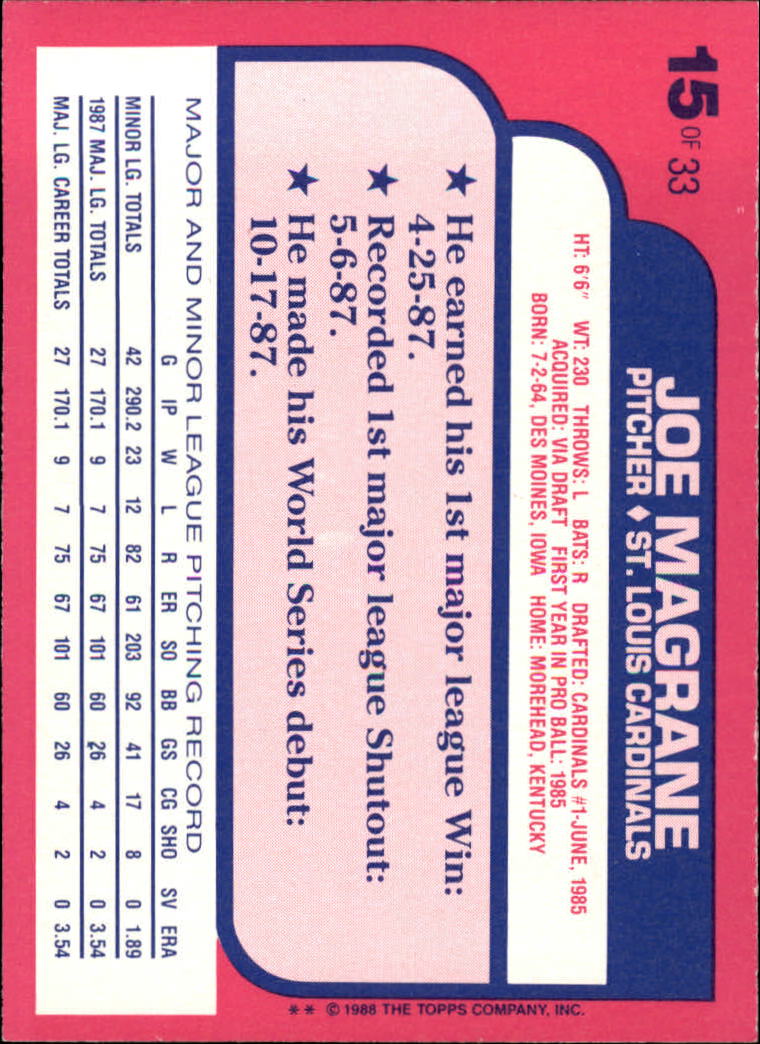 15 OF 33
JOE MAGRANE
PITCHER ♦ ST. LOUIS CARDINALS
HT: 6'6" WT: 230 THROWS: L BATS: R DRAFTED: CARDINALS #1-JUNE, 1985
ACQUIRED: VIA DRAFT FIRST YEAR IN PRO BALL: 1985
BORN: 7-2-64, DES MOINES, IOWA HOME: MOREHEAD, KENTUCKY
★ He earned his 1st major league Win:
4-25-87.
★ Recorded 1st major league Shutout:
5-6-87.
★ He made his World Series debut:
10-17-87.
MAJOR AND MINOR LEAGUE PITCHING RECORD
G IP W L R ER SO BB GS CG SHO SV ERA
MINOR LG. TOTALS 42 290.2 23 12 82 61 203 92 41 17 8 0 1.89
1987 MAJ. LG. TOTALS 27 170.1 9 7 75 67 101 60 26 4 2 0 3.54
MAJ. LG. CAREER TOTALS 27 170.1 9 7 75 67 101 60 26 4 2 0 3.54
** © 1988 THE TOPPS COMPANY, INC.